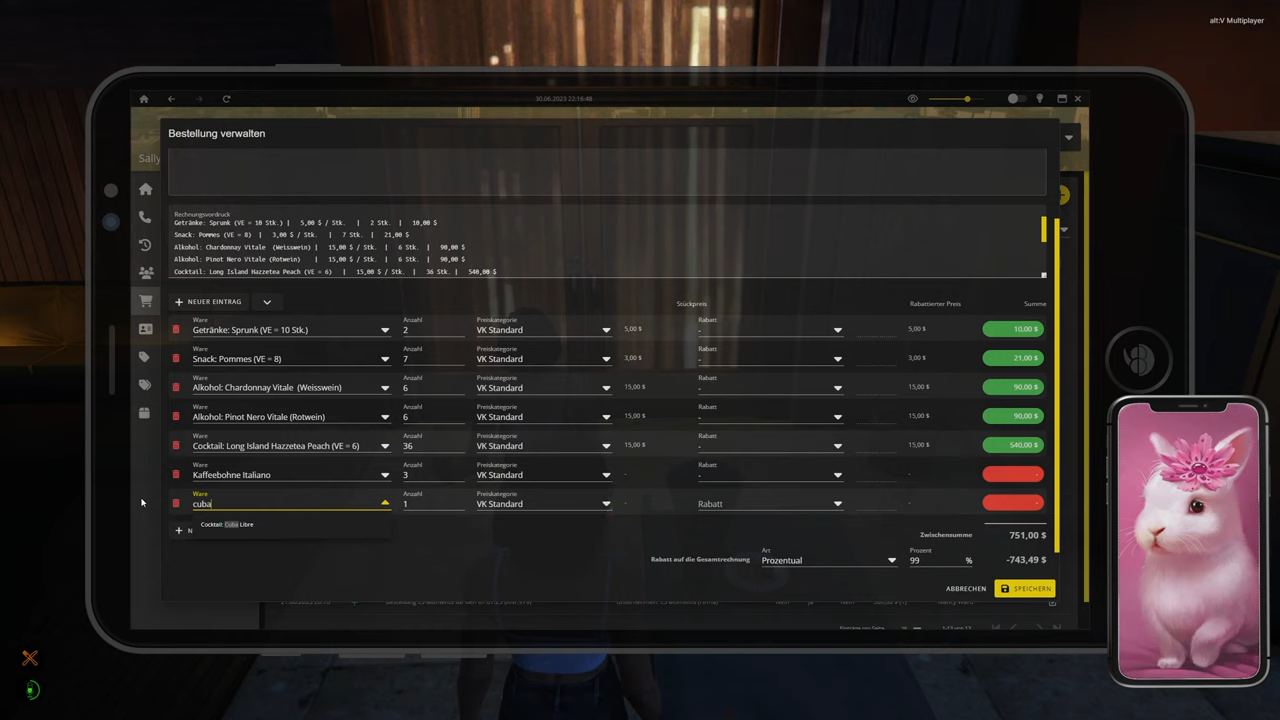 alt:V Multiplayer
30.06.2023 22:16:48
Bestellung verwalten
Sally
Rechnungsvordruck
Getränke: Sprunk (VE = 10 Stk.) | 5,00 $ / Stk. | 2 Stk. | 10,00 $
Snack: Pommes (VE = 8) | 3,00 $ / Stk. | 7 Stk. | 21,00 $
Alkohol: Chardonnay Vitale (Weisswein) | 15,00 $ / Stk. | 6 Stk. | 90,00 $
Alkohol: Pinot Nero Vitale (Rotwein) | 15,00 $ / Stk. | 6 Stk. | 90,00 $
Cocktail: Long Island Hazzetea Peach (VE = 6) | 15,00 $ / Stk. | 36 Stk. | 540,00 $
NEUER EINTRAG
Stückpreis Rabattierter Preis Summe
Ware Anzahl Preiskategorie Rabatt
Getränke: Sprunk (VE = 10 Stk.) 2 VK Standard 5,00 $ - 5,00 $ 10,00 $
Ware Anzahl Preiskategorie Rabatt
Snack: Pommes (VE = 8) 7 VK Standard 3,00 $ - 3,00 $ 21,00 $
Ware Anzahl Preiskategorie Rabatt
Alkohol: Chardonnay Vitale (Weisswein) 6 VK Standard 15,00 $ - 15,00 $ 90,00 $
Ware Anzahl Preiskategorie Rabatt
Alkohol: Pinot Nero Vitale (Rotwein) 6 VK Standard 15,00 $ - 15,00 $ 90,00 $
Ware Anzahl Preiskategorie Rabatt
Cocktail: Long Island Hazzetea Peach (VE = 6) 36 VK Standard 15,00 $ - 15,00 $ 540,00 $
Ware Anzahl Preiskategorie Rabatt
Kaffeebohne Italiano 3 VK Standard - - - -
Ware Anzahl Preiskategorie
cuba 1 VK Standard - Rabatt - -
Cocktail: Cuba Libre
N
Zwischensumme 751,00 $
Art Prozent
Rabatt auf die Gesamtrechnung Prozentual 99 % -743,49 $
ABBRECHEN SPEICHERN